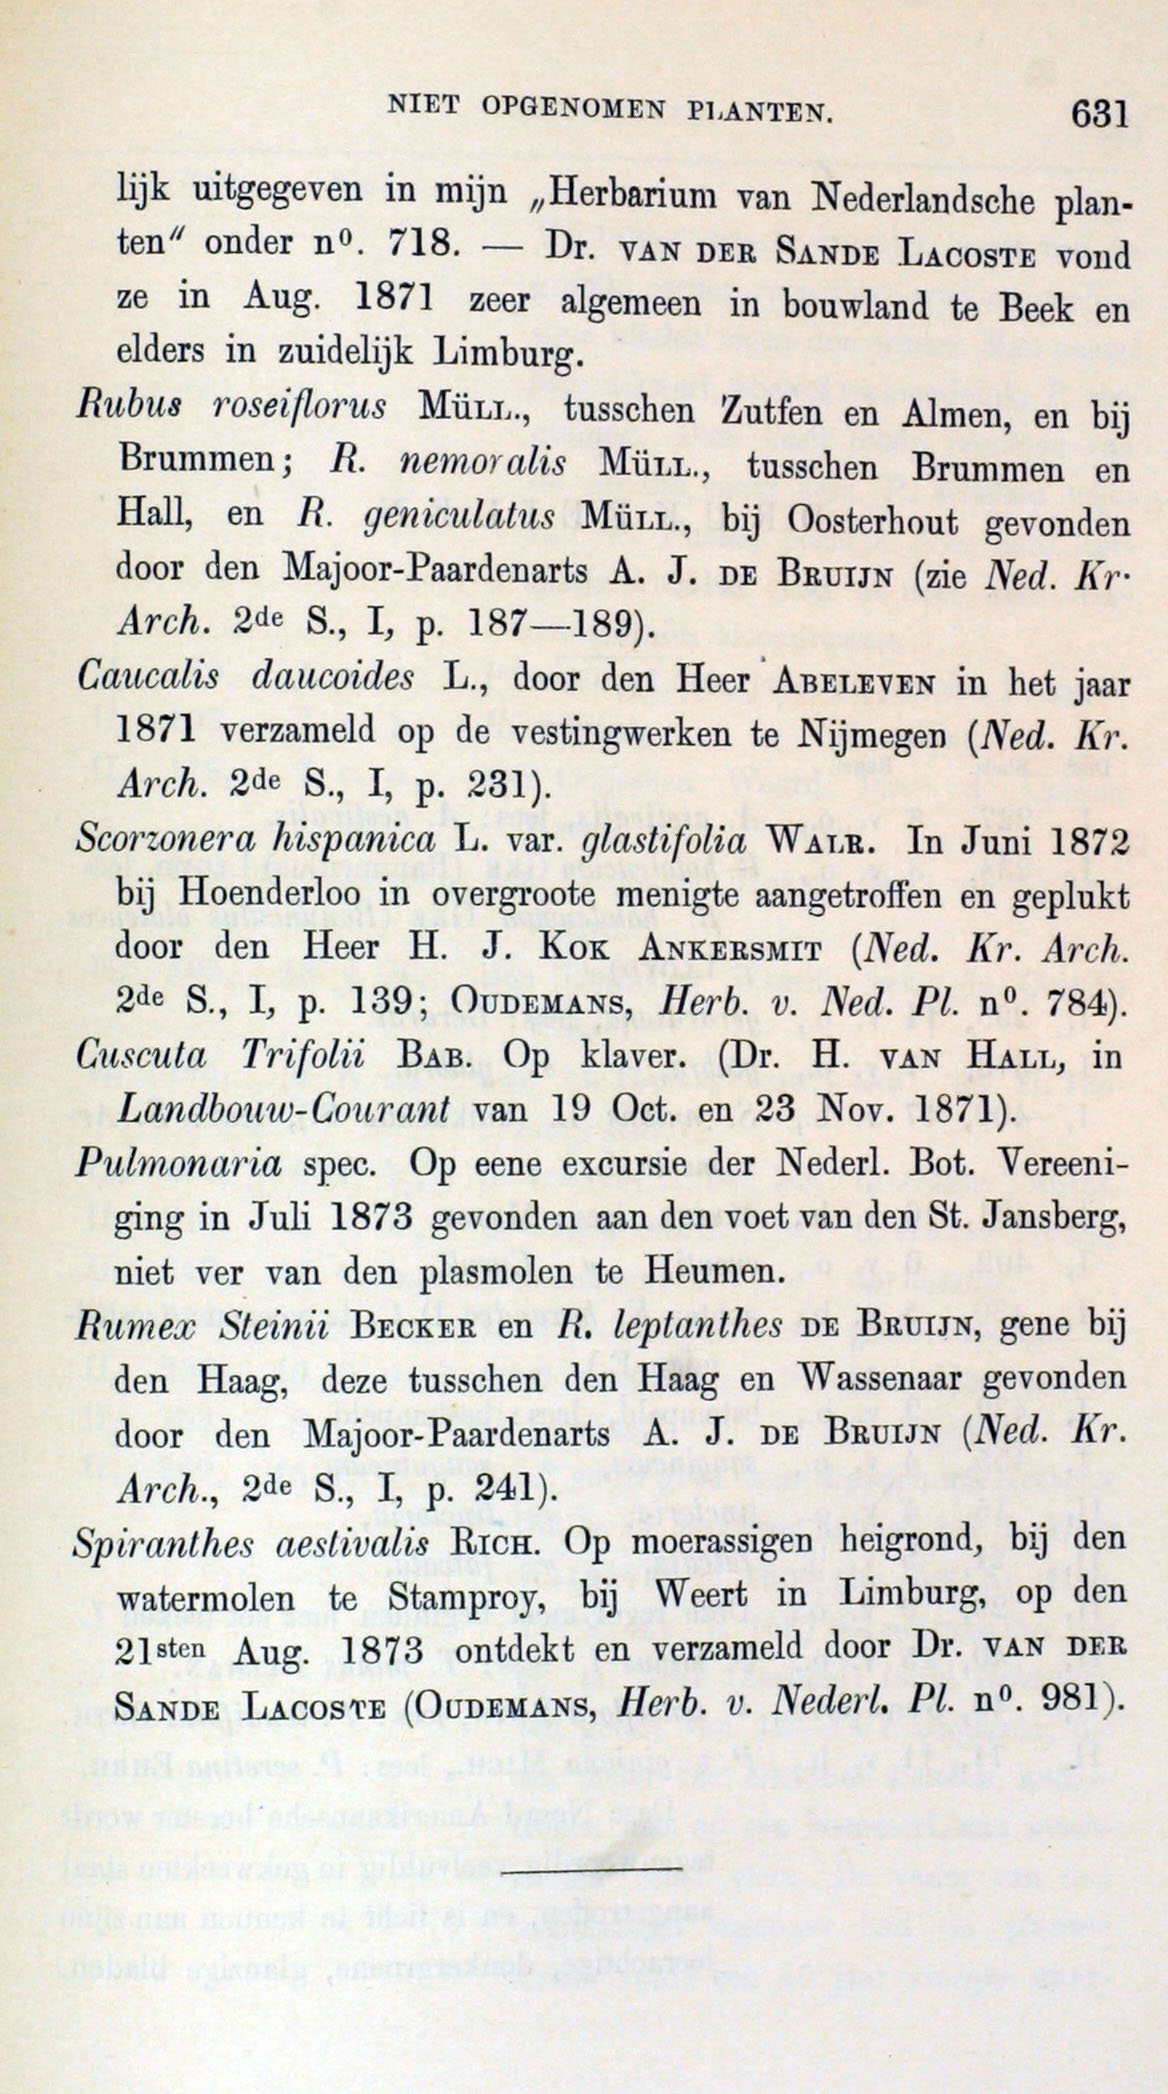 NIET OPGENOMEN PLANTEN. 631
lijk uitgegeven in mijn „Herbarium van Nederlandsche plan-
ten" onder nº. 718. — Dr. VAN DER SANDE LACOSTE vond
ze in Aug. 1871 zeer algemeen in bouwland te Beek en
elders in zuidelijk Limburg.
Rubus roseiflorus MüLL., tusschen Zutfen en Almen, en bij
Brummen; R. nemoralis MüLL., tusschen Brummen en
Hall, en R. geniculatus MüLL., bij Oosterhout gevonden
door den Majoor-Paardenarts A. J. DE BRUIJN (zie Ned. Kr.
Arch. 2de S., I, p. 187—189).
Caucalis daucoides L., door den Heer ABELEVEN in het jaar
1871 verzameld op de vestingwerken te Nijmegen (Ned. Kr.
Arch. 2de S., I, p. 231).
Scorzonera hispanica L. var. glastifolia WALR. In Juni 1872
bij Hoenderloo in overgroote menigte aangetroffen en geplukt
door den Heer H. J. KOK ANKERSMIT (Ned. Kr. Arch.
2de S., I, p. 139; OUDEMANS, Herb. v. Ned. Pl. nº. 784).
Cuscuta Trifolii BAB. Op klaver. (Dr. H. VAN HALL, in
Landbouw-Courant van 19 Oct. en 23 Nov. 1871).
Pulmonaria spec. Op eene excursie der Nederl. Bot. Vereeni-
ging in Juli 1873 gevonden aan den voet van den St. Jansberg,
niet ver van den plasmolen te Heumen.
Rumex Steinii BECKER en R. leptanthes DE BRUIJN, gene bij
den Haag, deze tusschen den Haag en Wassenaar gevonden
door den Majoor-Paardenarts A. J. DE BRUIJN (Ned. Kr.
Arch., 2de S., I, p. 241).
Spiranthes aestivalis RICH. Op moerassigen heigrond, bij den
watermolen te Stamproy, bij Weert in Limburg, op den
21sten Aug. 1873 ontdekt en verzameld door Dr. VAN DER
SANDE LACOSTE (OUDEMANS, Herb. v. Nederl. Pl. nº. 981).